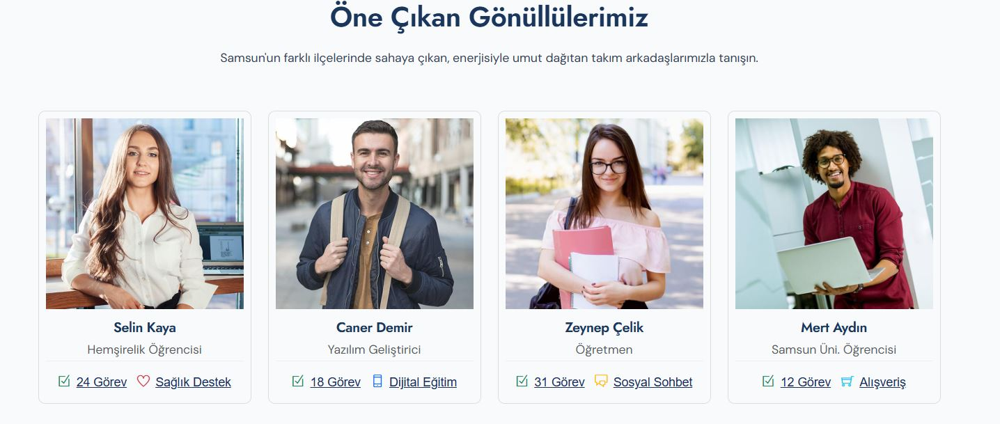 Öne Çıkan Gönüllülerimiz
Samsun'un farklı ilçelerinde sahaya çıkan, enerjisiyle umut dağıtan takım arkadaşlarımızla tanışın.
Selin Kaya
Hemşirelik Öğrencisi
24 Görev Sağlık Destek
Caner Demir
Yazılım Geliştirici
18 Görev Dijital Eğitim
Zeynep Çelik
Öğretmen
31 Görev Sosyal Sohbet
Mert Aydın
Samsun Üni. Öğrencisi
12 Görev Alışveriş